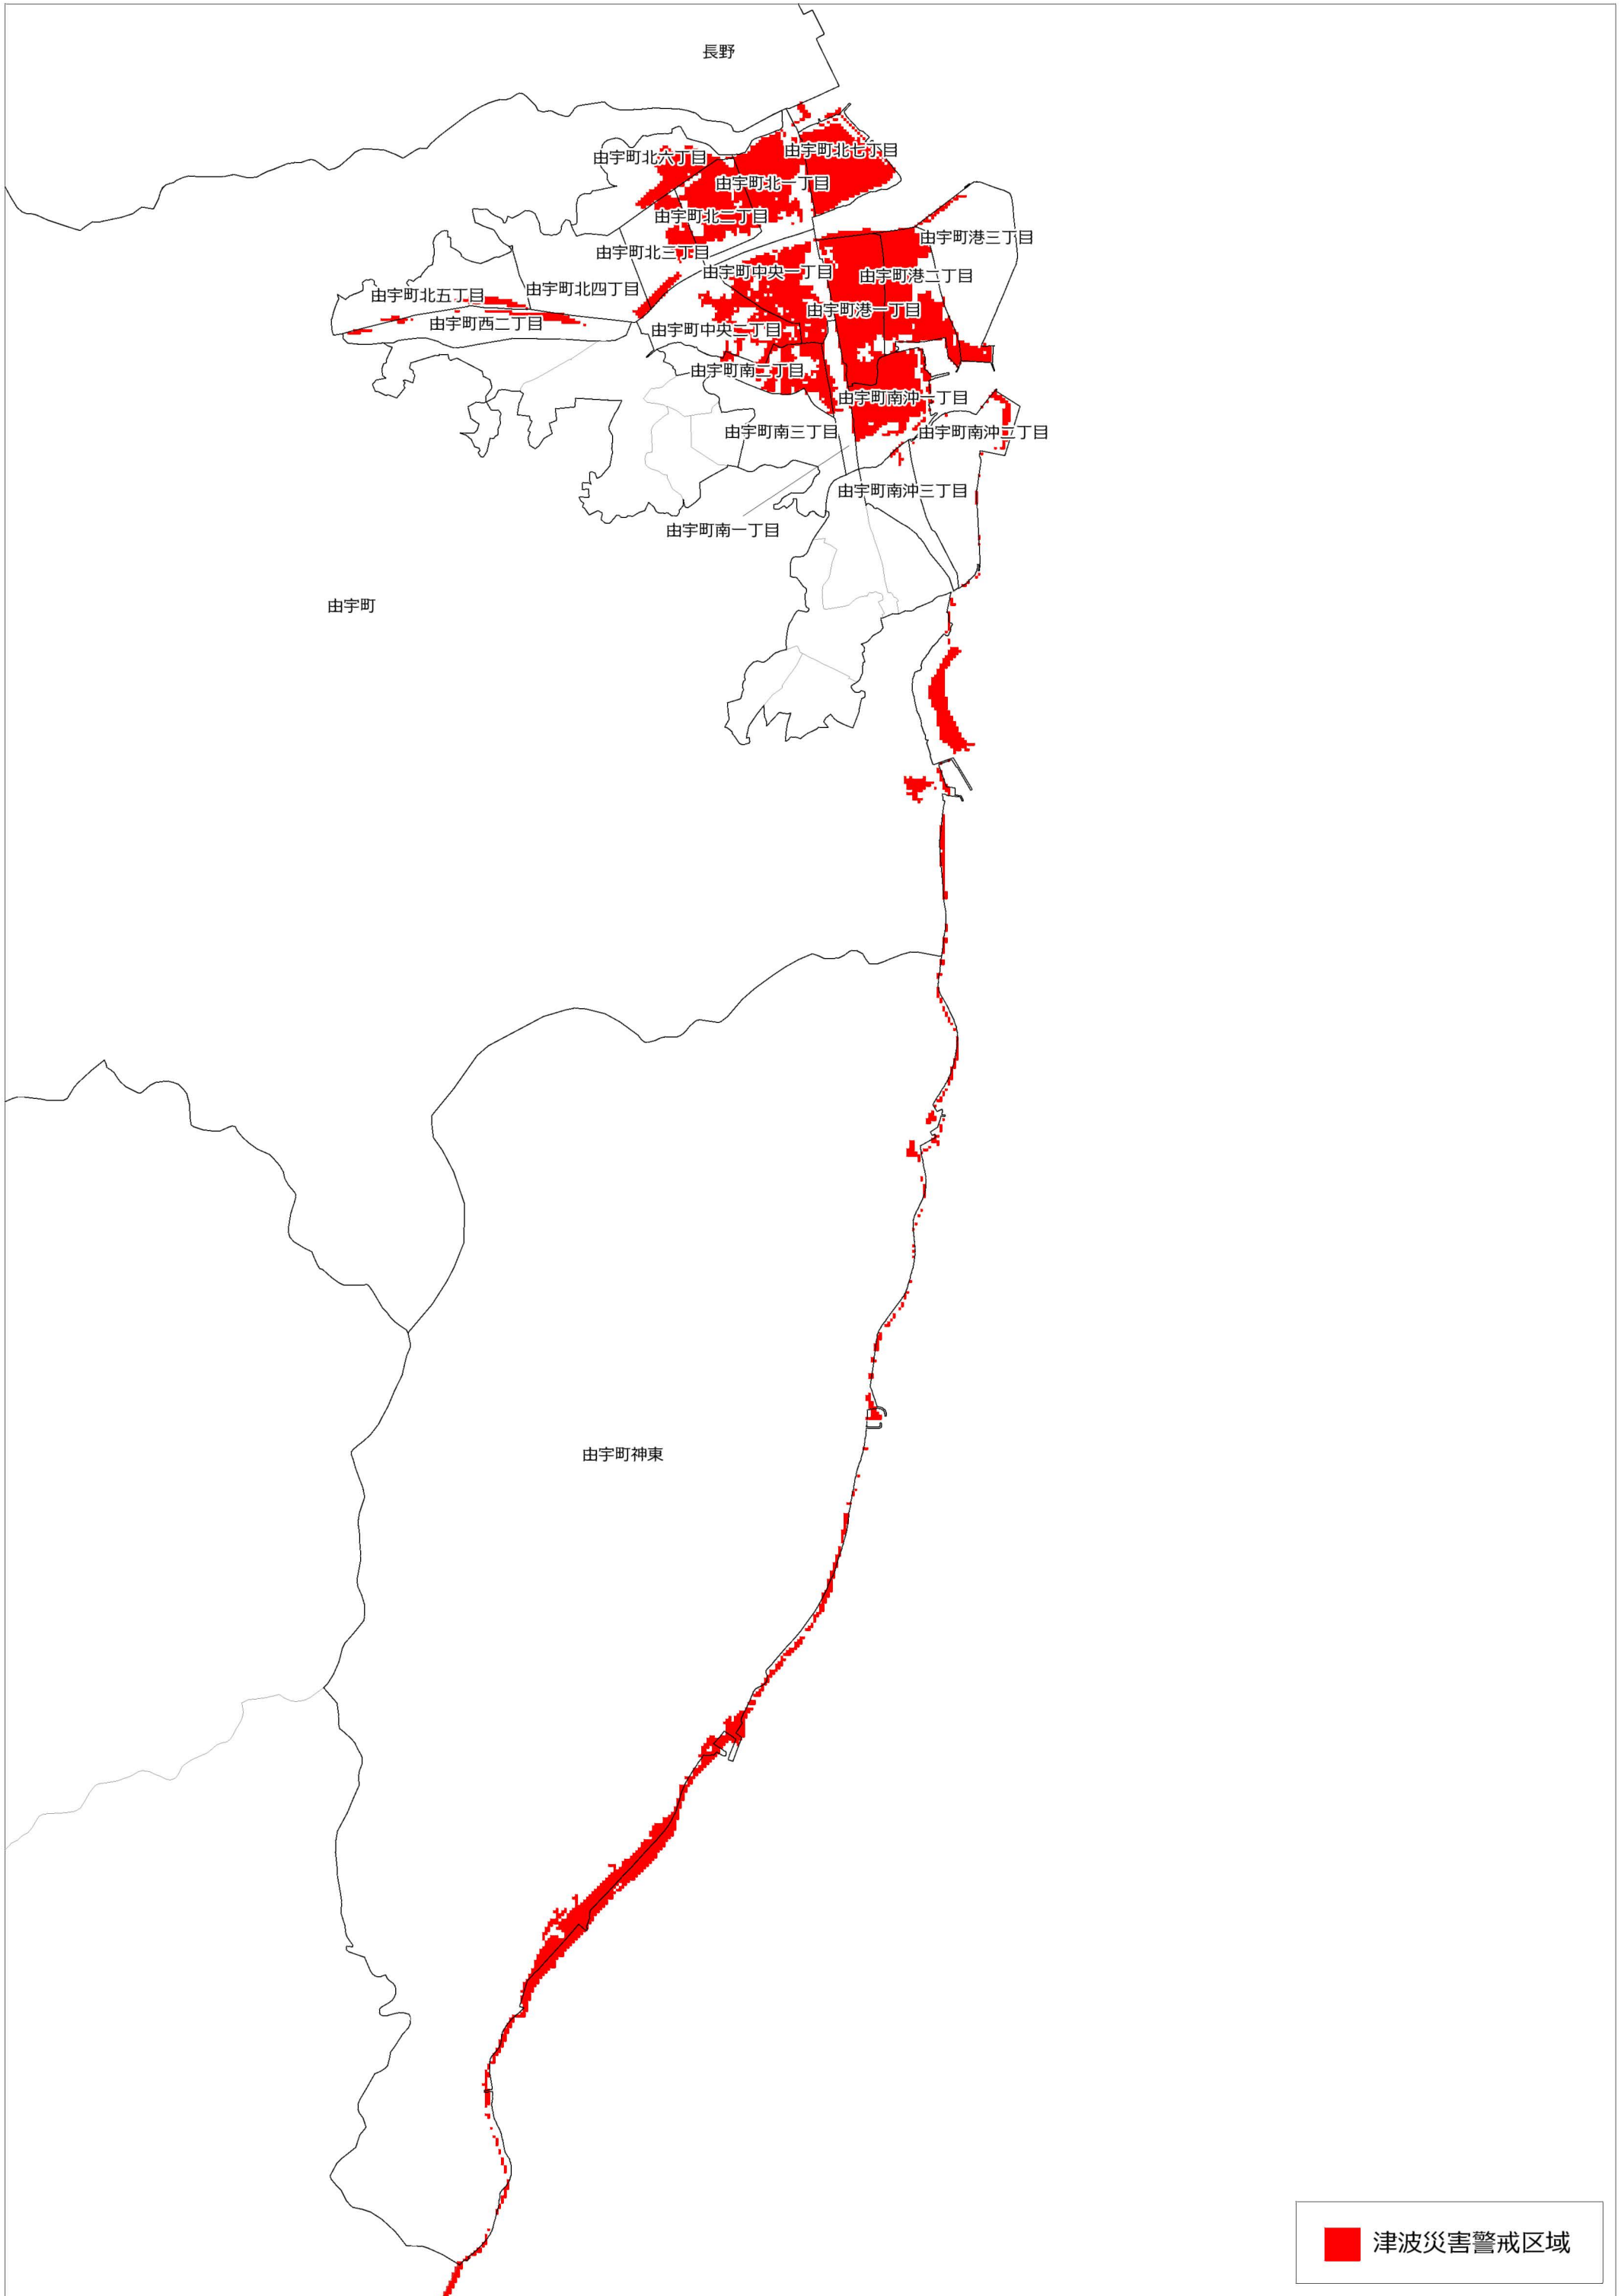 長野
由宇町北七丁目
由宇町北六丁目
由宇町北一丁目
由宇町北二丁目
由宇町港三丁目
由宇町北三丁目
由宇町中央一丁目
由宇町港二丁目
由宇町北四丁目
由宇町北五丁目
由宇町港一丁目
由宇町西二丁目
由宇町中央二丁目
由宇町南二丁目
由宇町南沖一丁目
由宇町南三丁目
由宇町南沖二丁目
由宇町南沖三丁目
由宇町南一丁目
由宇町
由宇町神東
津波災害警戒区域